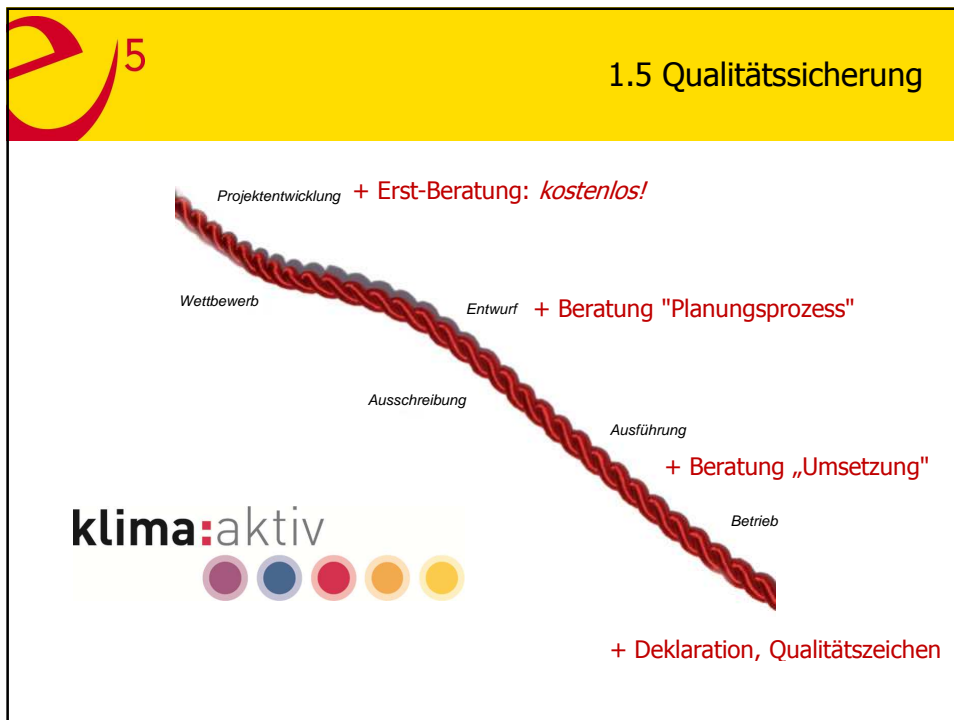 e5
1.5 Qualitätssicherung
Projektentwicklung + Erst-Beratung: kostenlos!
Wettbewerb
Entwurf + Beratung "Planungsprozess"
Ausschreibung
Ausführung
+ Beratung „Umsetzung"
Betrieb
klima:aktiv
+ Deklaration, Qualitätszeichen